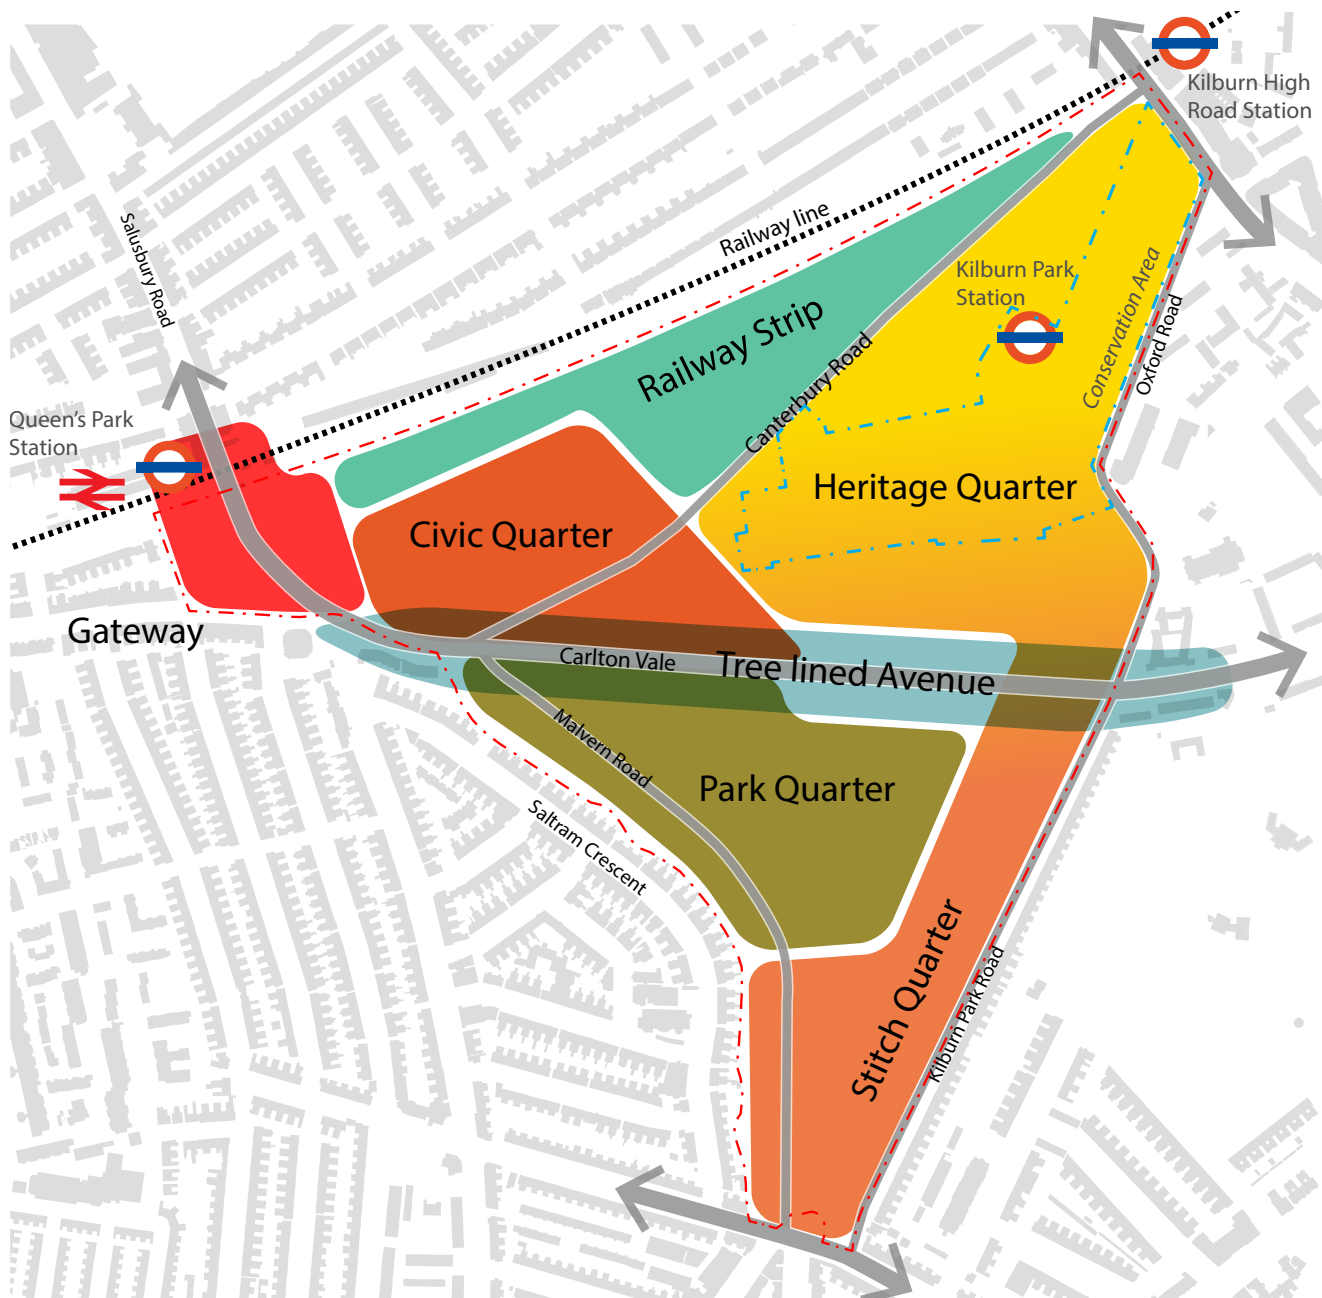 Kilburn High
Road Station
Salusbury Road
Railway line
Kilburn Park
Station
Conservation Area
Oxford Road
Railway Strip
Canterbury Road
Queen's Park
Station
Heritage Quarter
Civic Quarter
Gateway
Carlton Vale
Tree lined Avenue
Malvern Road
Park Quarter
Saltram Crescent
Stitch Quarter
Kilburn Park Road